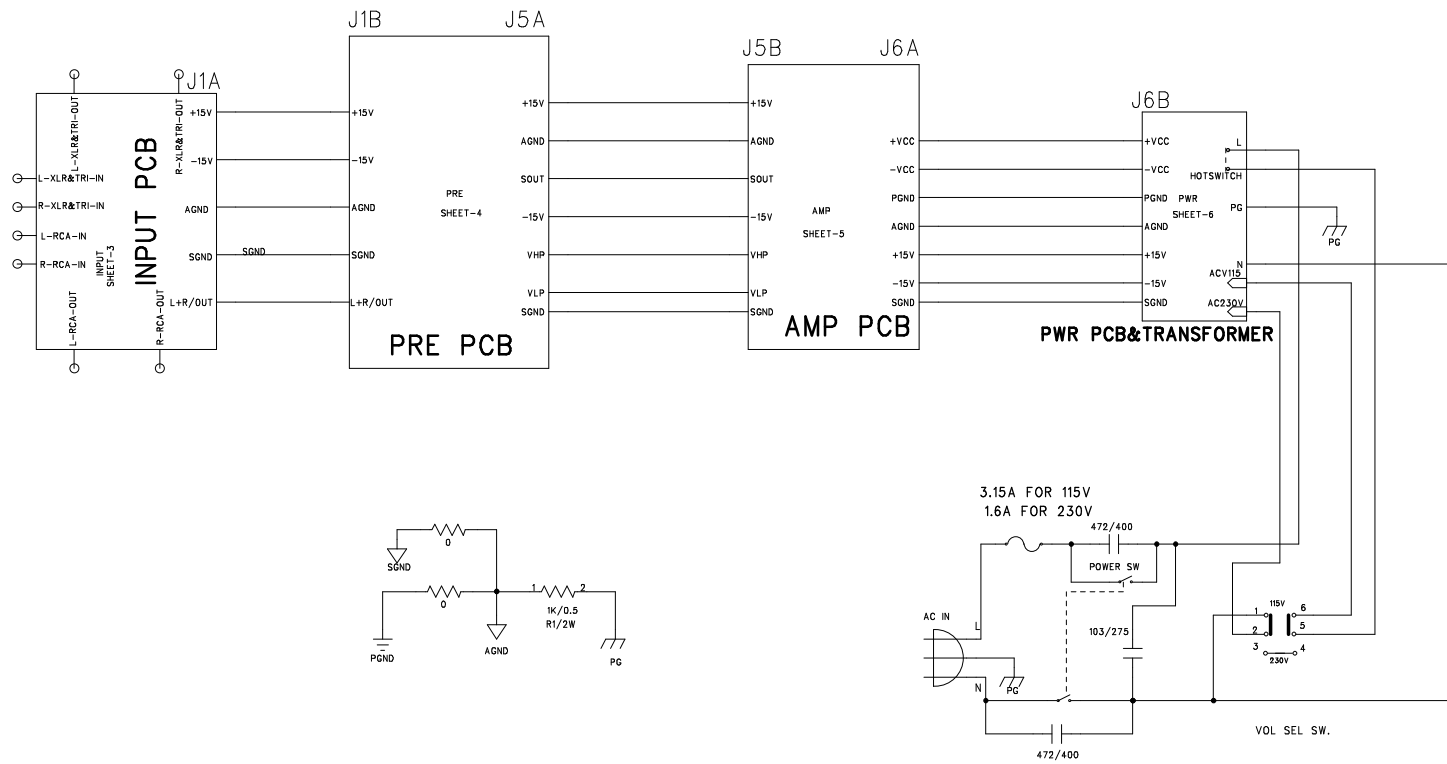 J1B
J5A
J5B
J6A
J1A
J6B
L-XLR&TRI-OUT
R-XLR&TRI-OUT
+15V
-15V
AGND
SGND
L+R/OUT
L-XLR&TRI-IN
R-XLR&TRI-IN
L-RCA-IN
R-RCA-IN
INPUT
SHEET-3
INPUT PCB
L-RCA-OUT
R-RCA-OUT
SGND
+15V
-15V
AGND
SGND
L+R/OUT
PRE
SHEET-4
PRE PCB
+15V
AGND
SOUT
-15V
VHP
VLP
SGND
+15V
AGND
SOUT
-15V
VHP
VLP
SGND
AMP
SHEET-5
AMP PCB
+VCC
-VCC
PGND
AGND
+15V
-15V
SGND
+VCC
-VCC
PGND
AGND
+15V
-15V
SGND
L
HOTSWITCH
PWR
SHEET-6
PG
N
ACV115
AC230V
PG
PWR PCB&TRANSFORMER
0
SGND
0
PGND
AGND
1 2
1K/0.5
R1/2W
PG
3.15A FOR 115V
1.6A FOR 230V
472/400
POWER SW
AC IN
L
N
PG
103/275
472/400
1 115V 6
2 5
3 4
230V
VOL SEL SW.